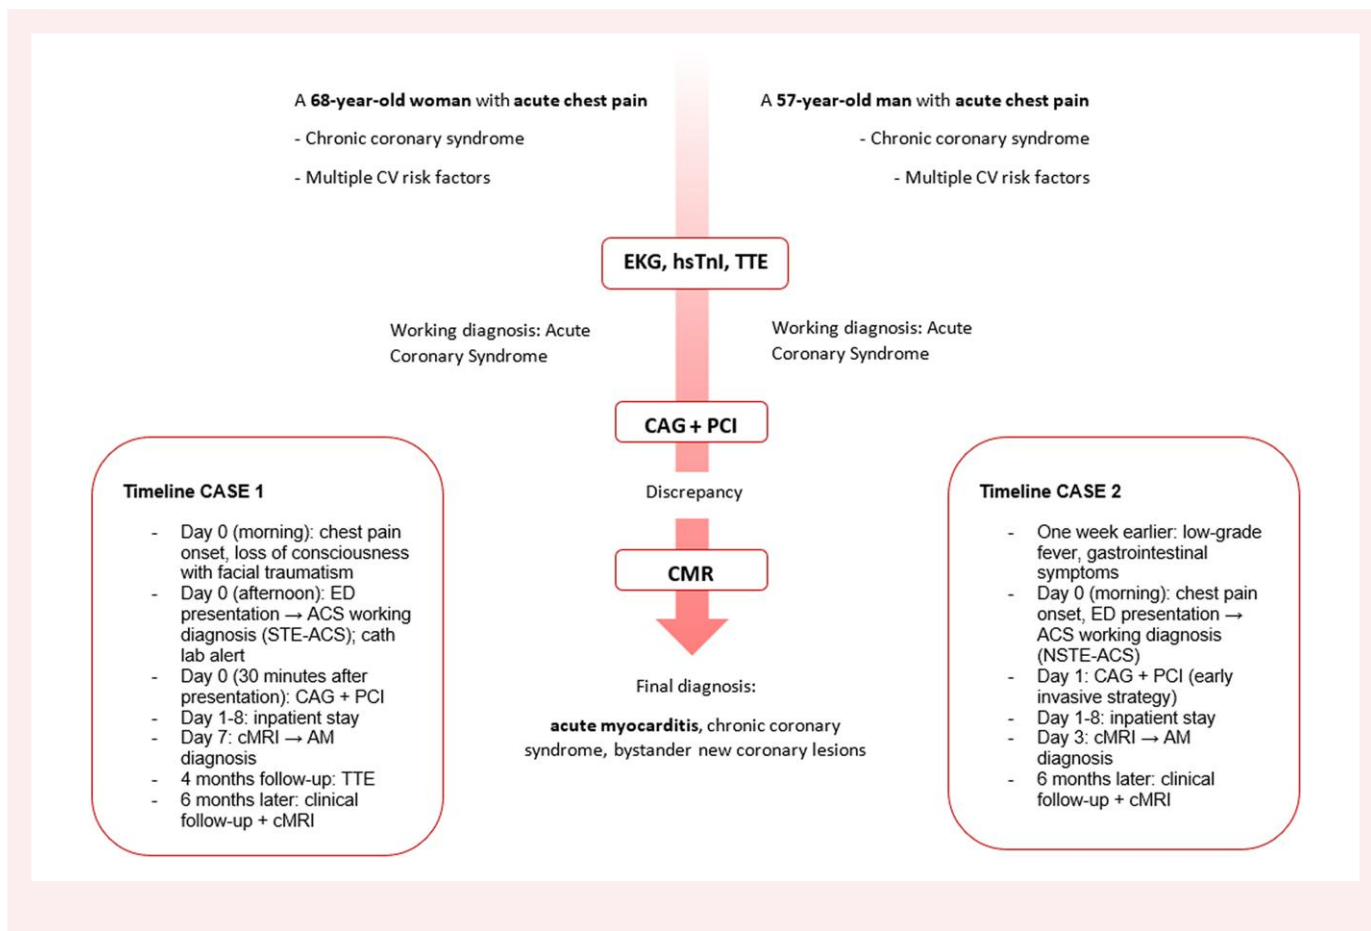 A 68-year-old woman with acute chest pain
- Chronic coronary syndrome
- Multiple CV risk factors
A 57-year-old man with acute chest pain
- Chronic coronary syndrome
- Multiple CV risk factors
EKG, hsTnI, TTE
Working diagnosis: Acute
Coronary Syndrome
Working diagnosis: Acute
Coronary Syndrome
CAG + PCI
Discrepancy
CMR
Final diagnosis:
acute myocarditis, chronic coronary
syndrome, bystander new coronary lesions
Timeline CASE 1
- Day 0 (morning): chest pain
onset, loss of consciousness
with facial traumatism
- Day 0 (afternoon): ED
presentation → ACS working
diagnosis (STE-ACS); cath
lab alert
- Day 0 (30 minutes after
presentation): CAG + PCI
- Day 1-8: inpatient stay
- Day 7: cMRI → AM
diagnosis
- 4 months follow-up: TTE
- 6 months later: clinical
follow-up + cMRI
Timeline CASE 2
- One week earlier: low-grade
fever, gastrointestinal
symptoms
- Day 0 (morning): chest pain
onset, ED presentation →
ACS working diagnosis
(NSTE-ACS)
- Day 1: CAG + PCI (early
invasive strategy)
- Day 1-8: inpatient stay
- Day 3: cMRI → AM
diagnosis
- 6 months later: clinical
follow-up + cMRI